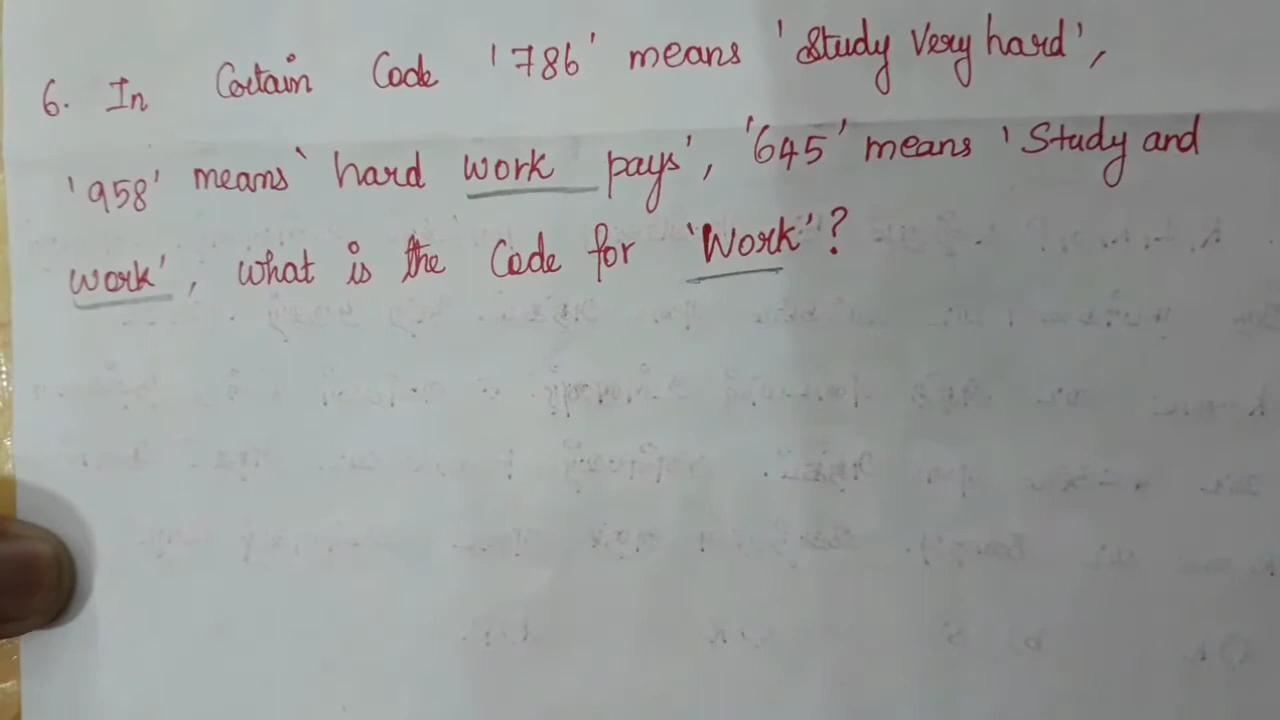 6. In Certain Code '786' means 'Study Very hard',
'958' means 'hard work pays', '645' means 'Study and
work', what is the Code for 'Work'?